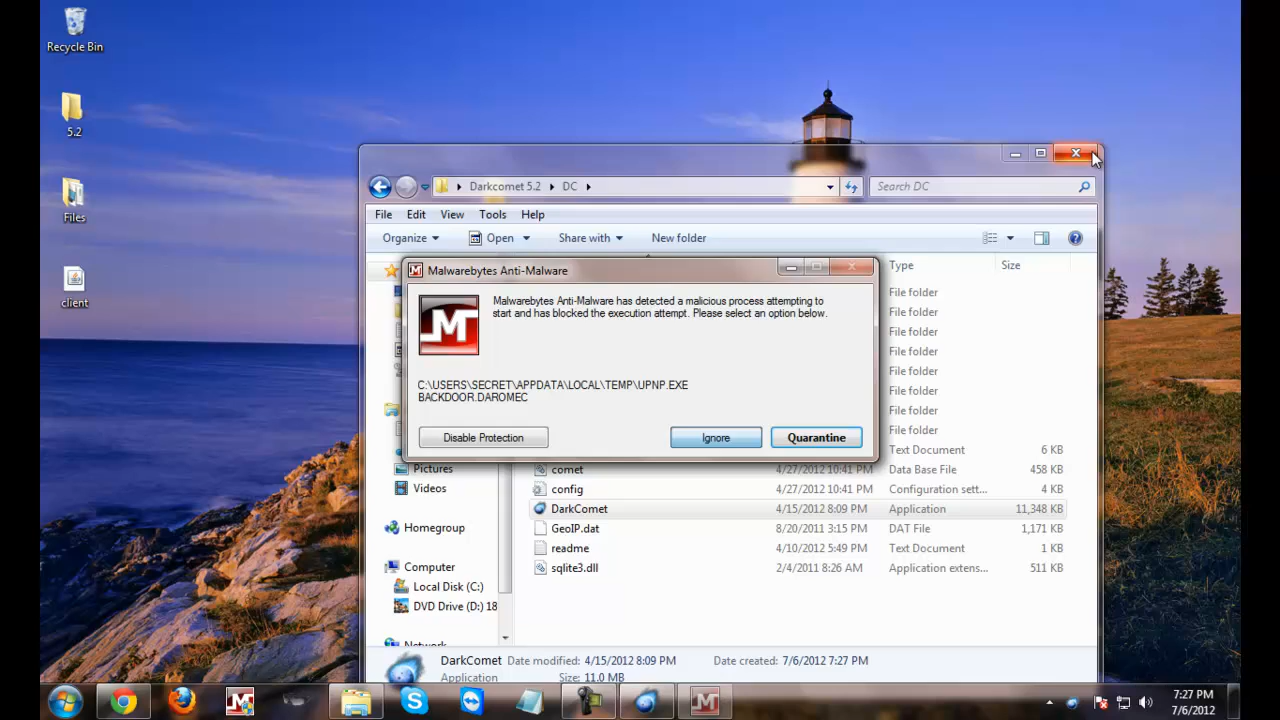 Recycle Bin
5.2
Files
client
Darkcomet 5.2
DC
Search DC
File
Edit
View
Tools
Help
Organize
Open
Share with
New folder
Type
Size
Malwarebytes Anti-Malware
Malwarebytes Anti-Malware has detected a malicious process attempting to
start and has blocked the execution attempt. Please select an option below.
C:\USERS\SECRET\APPDATA\LOCAL\TEMP\UPNP.EXE
BACKDOOR.DAROMEC
Disable Protection
Ignore
Quarantine
File folder
File folder
File folder
File folder
File folder
File folder
File folder
File folder
Text Document 6 KB
comet 4/27/2012 10:41 PM Data Base File 458 KB
config 4/27/2012 10:41 PM Configuration sett... 4 KB
DarkComet 4/15/2012 8:09 PM Application 11,348 KB
GeoIP.dat 8/20/2011 3:15 PM DAT File 1,171 KB
readme 4/10/2012 5:49 PM Text Document 1 KB
sqlite3.dll 2/4/2011 8:26 AM Application extens... 511 KB
Pictures
Videos
Homegroup
Computer
Local Disk (C:)
DVD Drive (D:) 18
Network
DarkComet Date modified: 4/15/2012 8:09 PM Date created: 7/6/2012 7:27 PM
Application Size: 11.0 MB
7:27 PM
7/6/2012